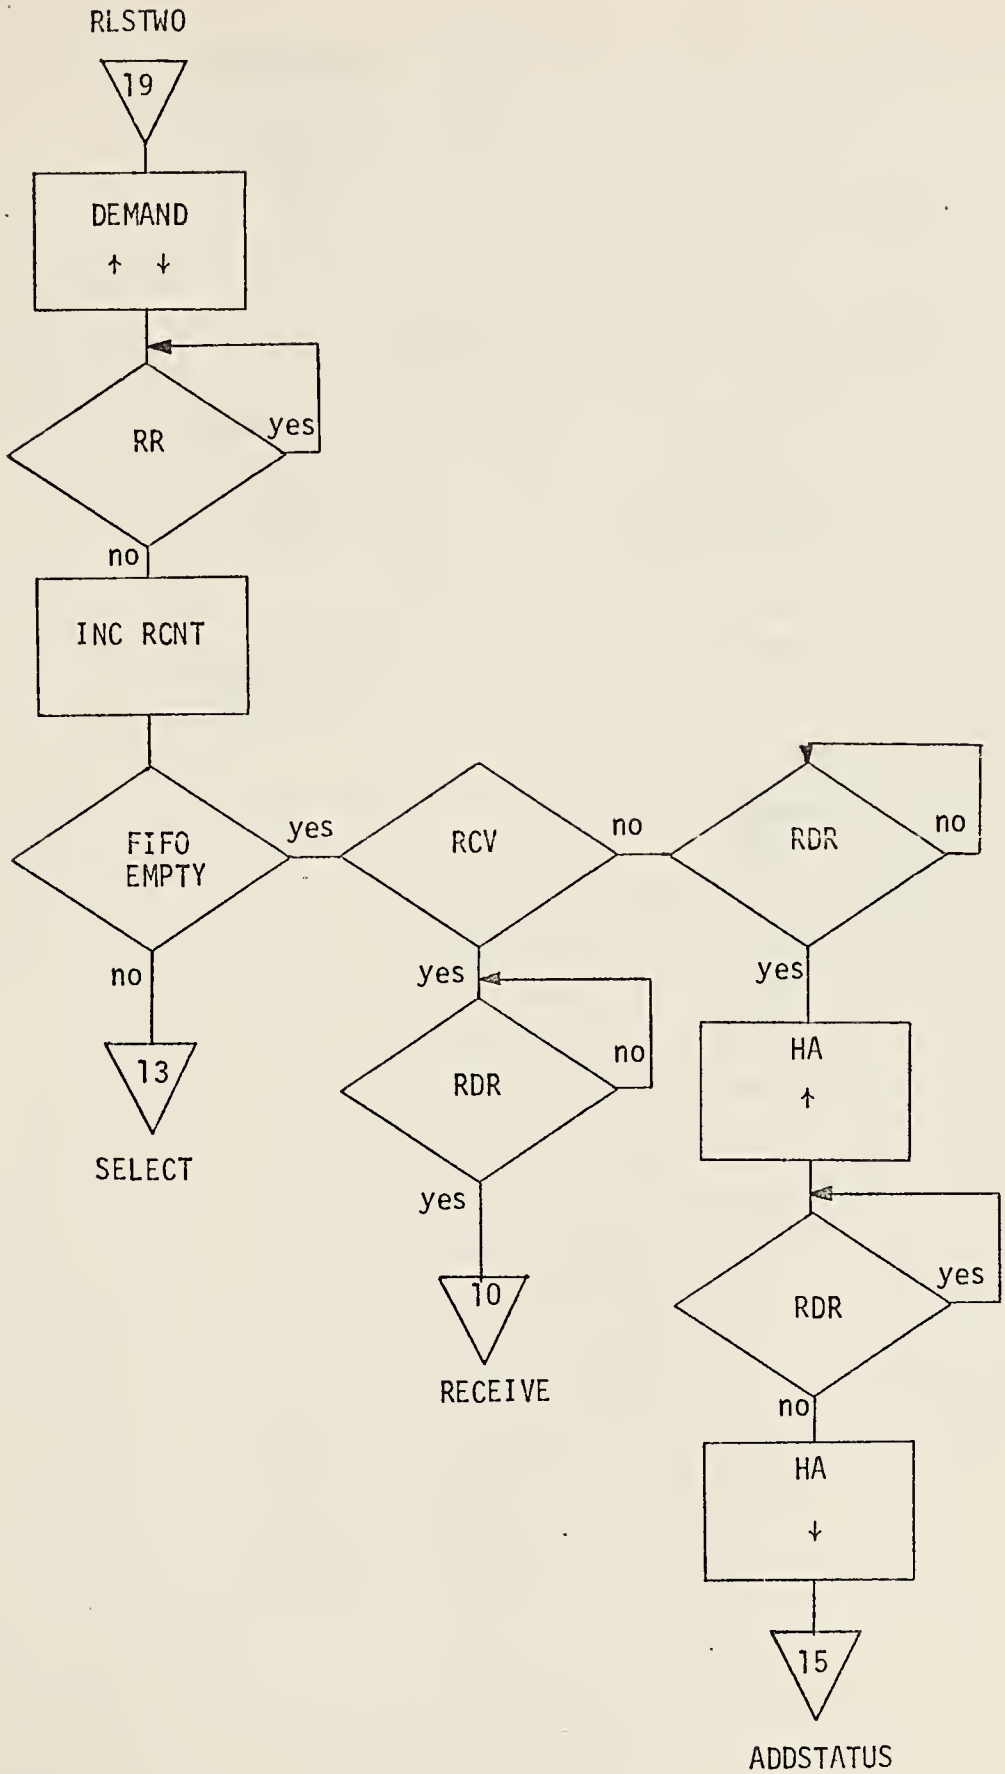 RLSTWO
19
DEMAND
↑ ↓
RR
yes
no
INC RCNT
FIFO
EMPTY
yes
no
13
SELECT
RCV
no
yes
RDR
no
yes
10
RECEIVE
RDR
no
yes
HA
↑
RDR
yes
no
HA
↓
15
ADDSTATUS